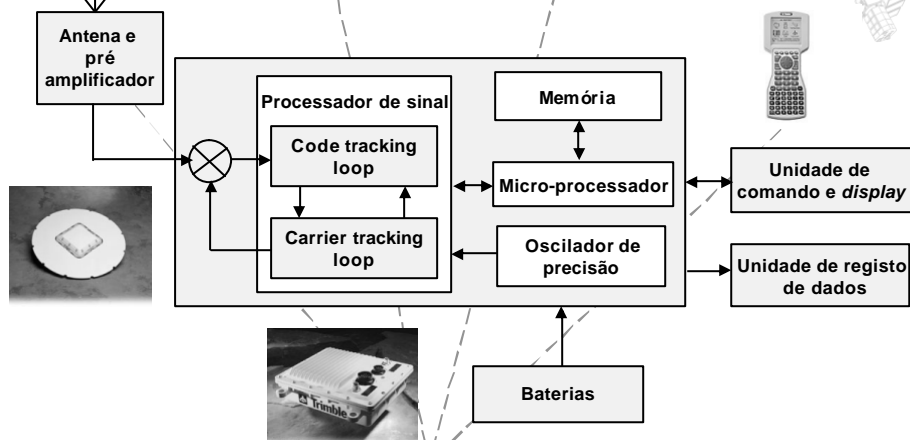 Antena e
pré
amplificador
Processador de sinal
Code tracking
loop
Carrier tracking
loop
Memória
Micro-processador
Oscilador de
precisão
Unidade de
comando e display
Unidade de registo
de dados
Baterias
Trimble